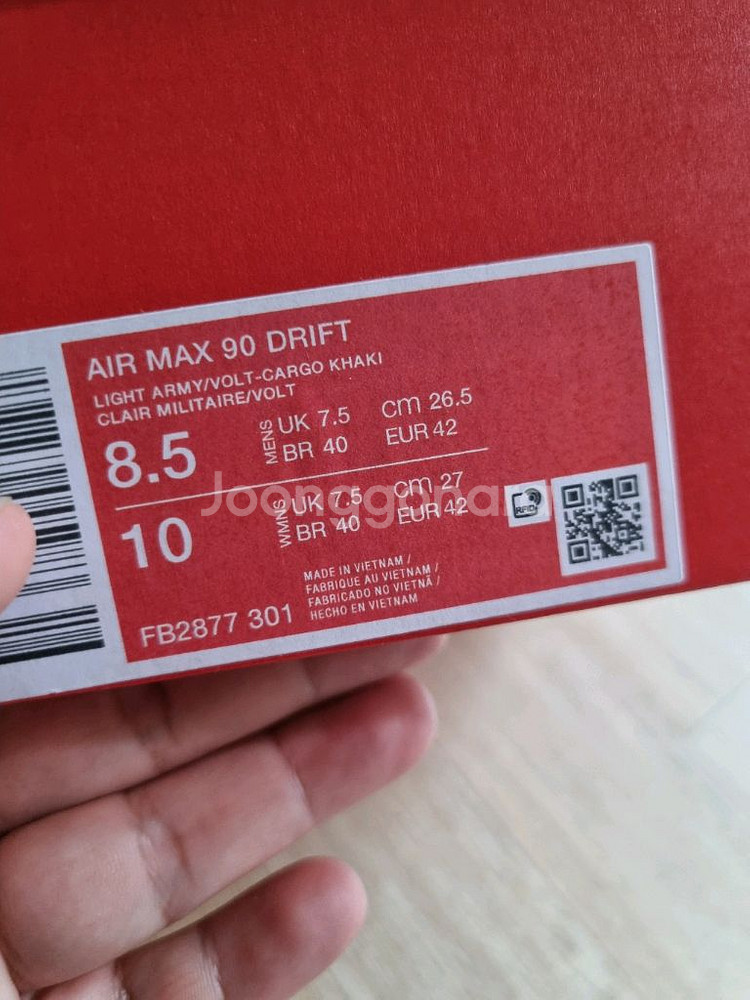 AIR MAX 90 DRIFT
LIGHT ARMY/VOLT-CARGO KHAKI
CLAIR MILITAIRE/VOLT
8.5 MENS UK 7.5 cm 26.5
BR 40 EUR 42
10 WMNS UK 7.5 cm 27
BR 40 EUR 42
Joonggonara
RFID
MADE IN VIETNAM /
FABRIQUE AU VIETNAM /
FABRICADO NO VIETNÃ /
HECHO EN VIETNAM
FB2877 301